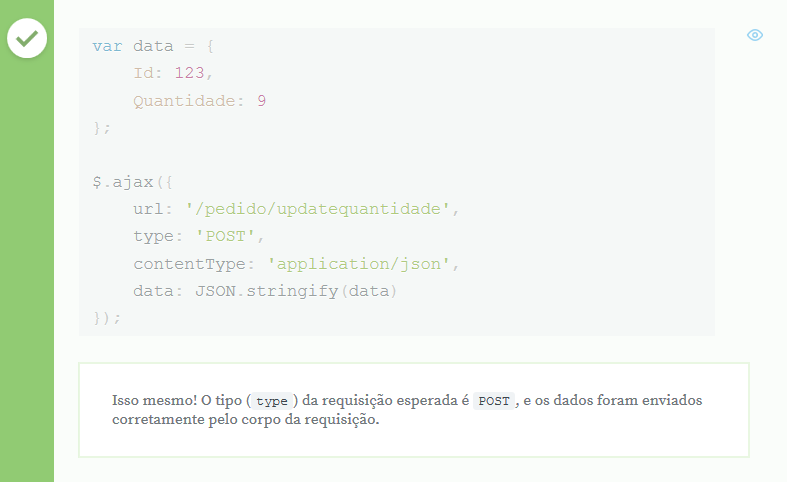 var data = {
    Id: 123,
    Quantidade: 9
};

$.ajax({
    url: '/pedido/updatequantidade',
    type: 'POST',
    contentType: 'application/json',
    data: JSON.stringify(data)
});
Isso mesmo! O tipo ( type ) da requisição esperada é POST , e os dados foram enviados
corretamente pelo corpo da requisição.